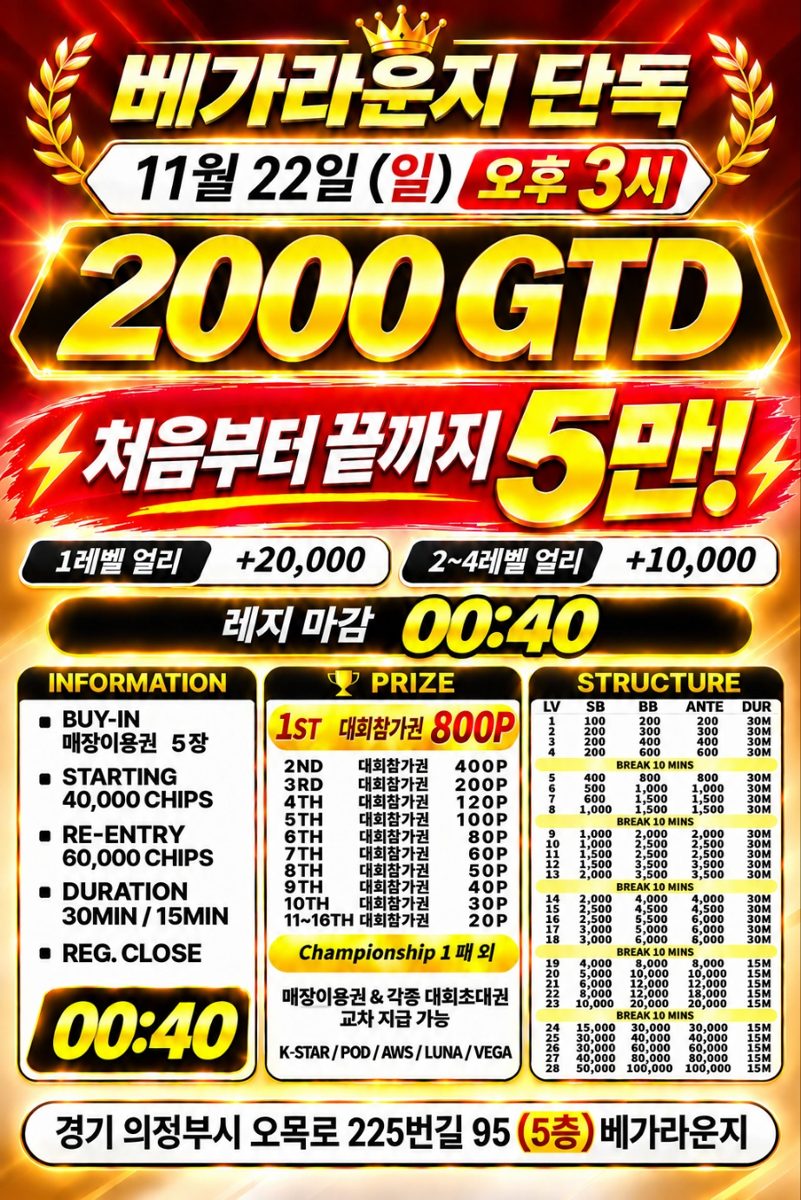 베가라운지 단독
11월 22일 (일) 오후 3시
2000 GTD
처음부터 끝까지 5만!
1레벨 얼리 +20,000 2~4레벨 얼리 +10,000
레지 마감 00:40
INFORMATION
■ BUY-IN
매장이용권 5장
■ STARTING
40,000 CHIPS
■ RE-ENTRY
60,000 CHIPS
■ DURATION
30MIN / 15MIN
■ REG. CLOSE
00:40
PRIZE
1ST 대회참가권 800P
2ND 대회참가권 400P
3RD 대회참가권 200P
4TH 대회참가권 120P
5TH 대회참가권 100P
6TH 대회참가권 80P
7TH 대회참가권 60P
8TH 대회참가권 50P
9TH 대회참가권 40P
10TH 대회참가권 30P
11~16TH 대회참가권 20P
Championship 1 패 외
매장이용권 & 각종 대회초대권
교차 지급 가능
K-STAR / POD / AWS / LUNA / VEGA
STRUCTURE
LV SB BB ANTE DUR
1 100 200 200 30M
2 200 300 300 30M
3 200 400 400 30M
4 200 600 600 30M
BREAK 10 MINS
5 400 800 800 30M
6 500 1,000 1,000 30M
7 600 1,500 1,500 30M
8 1,000 1,500 1,500 30M
BREAK 10 MINS
9 1,000 2,000 2,000 30M
10 1,000 2,500 2,500 30M
11 1,500 2,500 2,500 30M
12 1,500 3,500 3,500 30M
13 2,000 3,500 3,500 30M
BREAK 10 MINS
14 2,000 4,000 4,000 30M
15 2,500 4,500 4,500 30M
16 2,500 5,500 6,000 30M
17 3,000 5,000 6,000 30M
18 3,000 6,000 6,000 30M
BREAK 10 MINS
19 4,000 8,000 8,000 15M
20 5,000 10,000 10,000 15M
21 6,000 12,000 12,000 15M
22 8,000 12,000 18,000 15M
23 10,000 20,000 20,000 15M
BREAK 10 MINS
24 15,000 30,000 30,000 15M
25 30,000 40,000 40,000 15M
26 30,000 60,000 60,000 15M
27 40,000 80,000 80,000 15M
28 50,000 100,000 100,000 15M
경기 의정부시 오목로 225번길 95 (5층) 베가라운지